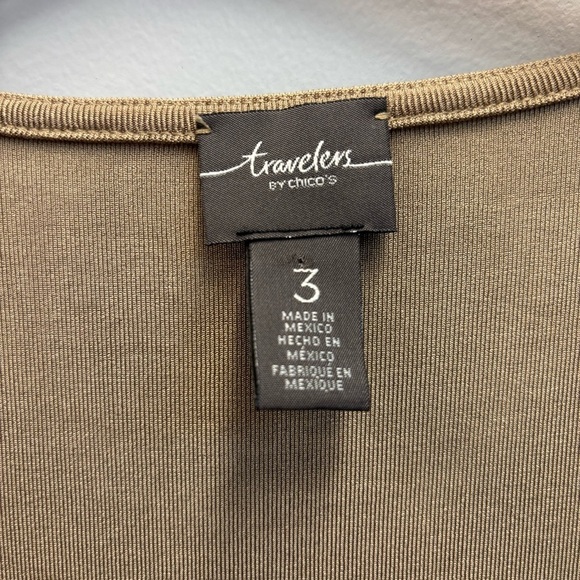 travelers
BY chico's
3
MADE IN
MEXICO
HECHO EN
MÉXICO
FABRIQUÉ EN
MEXIQUE